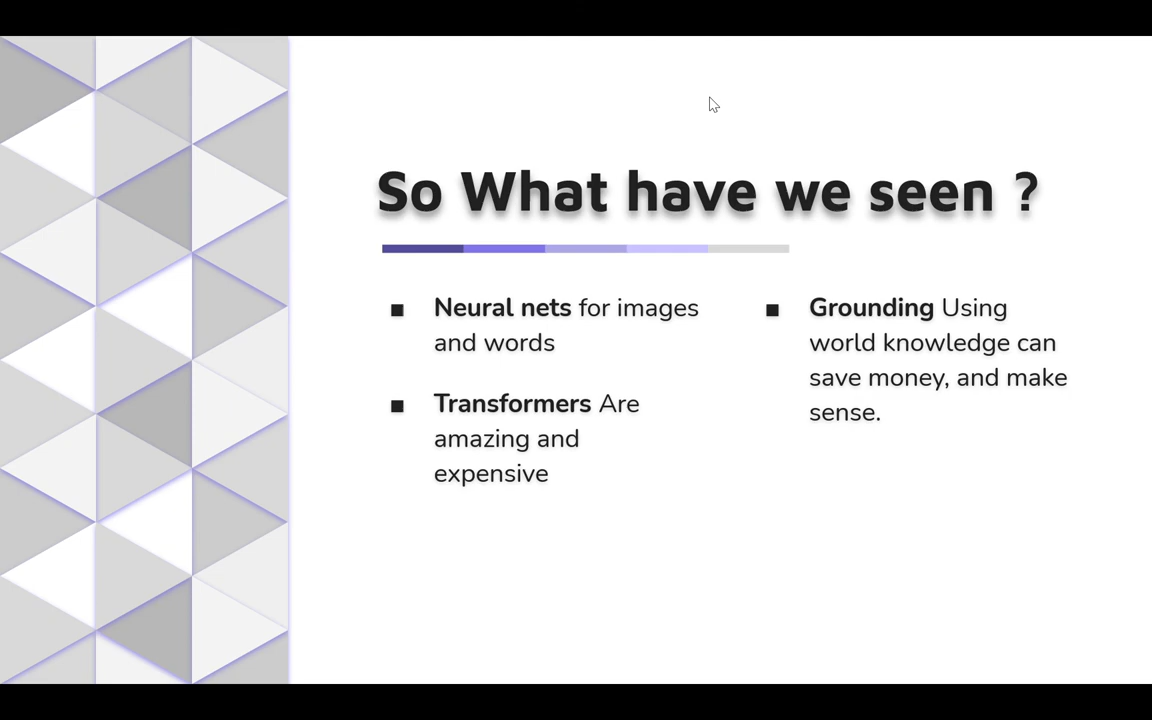 So What have we seen ?
■ Neural nets for images
and words
■ Transformers Are
amazing and
expensive
■ Grounding Using
world knowledge can
save money, and make
sense.